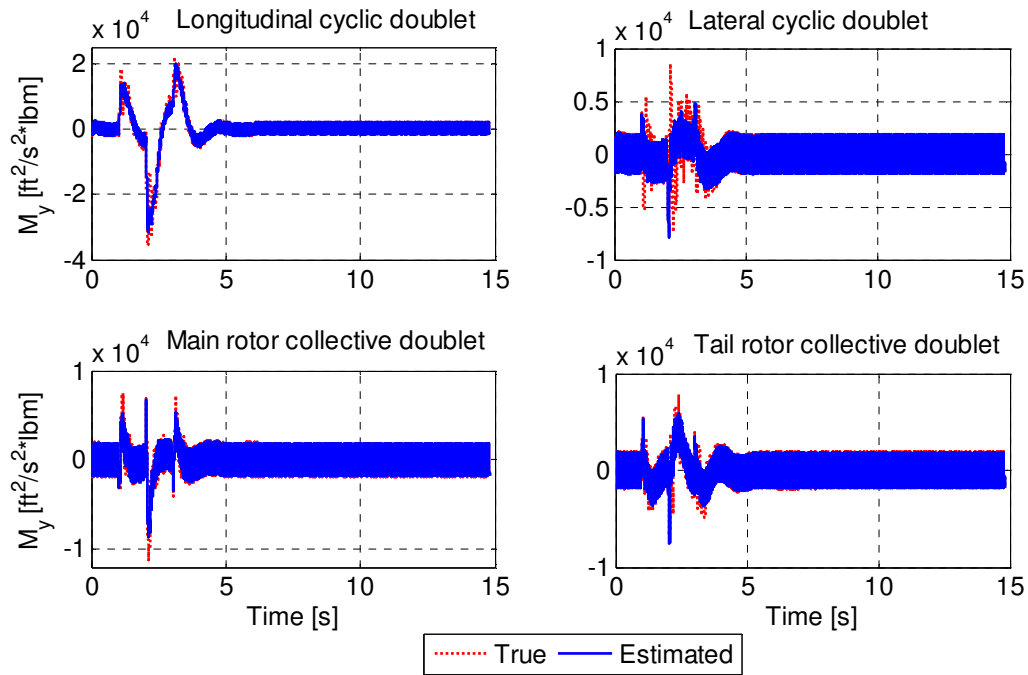 Longitudinal cyclic doublet
x 10^4
M_y [ft^2/s^2*lbm]
2
0
-2
-4
0 5 10 15
Lateral cyclic doublet
x 10^4
1
0.5
0
-0.5
-1
0 5 10 15
Main rotor collective doublet
x 10^4
M_y [ft^2/s^2*lbm]
1
0
-1
0 5 10 15
Time [s]
Tail rotor collective doublet
x 10^4
1
0
-1
0 5 10 15
Time [s]
True Estimated